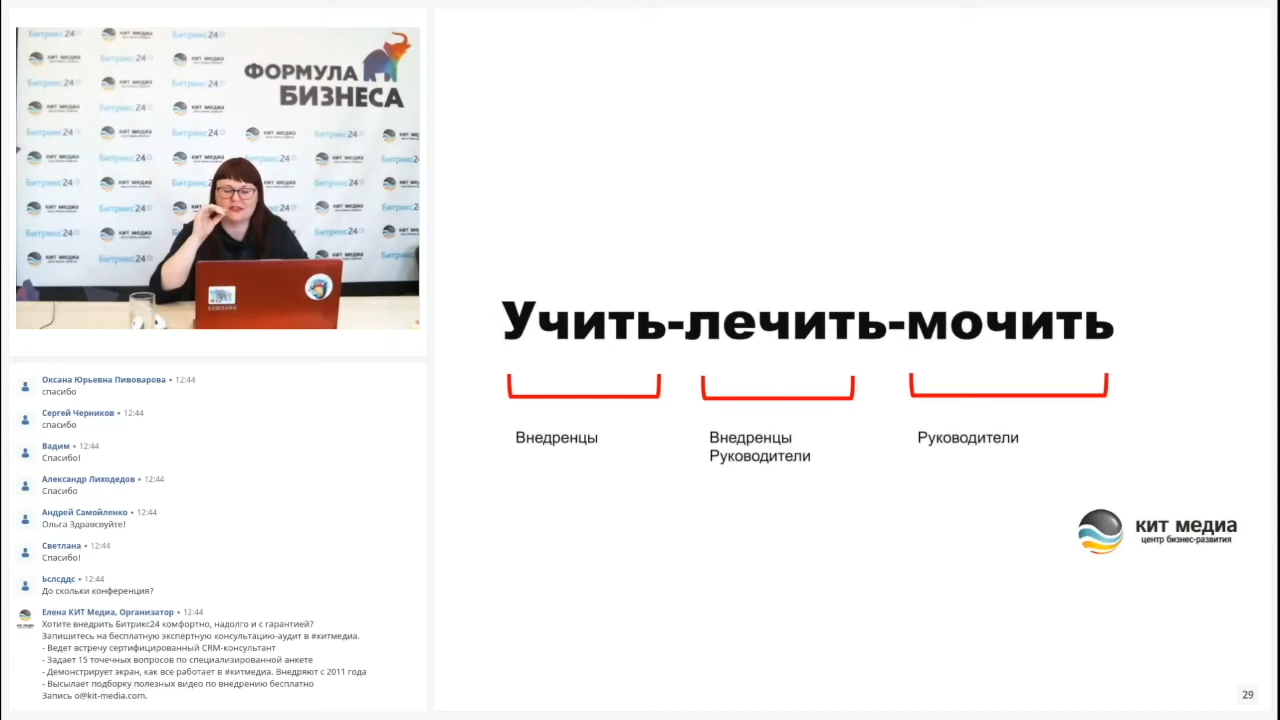 ФОРМУЛА
БИЗНЕСА
Битрикс24
КИТ МЕДИА
SAMSUNG
Оксана Юрьевна Пивоварова • 12:44
спасибо
Сергей Черников • 12:44
спасибо
Вадим • 12:44
Спасибо!
Александр Лиходедов • 12:44
Спасибо
Андрей Самойленко • 12:44
Ольга Здравсвуйте!
Светлана • 12:44
Спасибо!
Ьслсддс • 12:44
До скольки конференция?
Елена КИТ Медиа, Организатор • 12:44
Хотите внедрить Битрикс24 комфортно, надолго и с гарантией?
Запишитесь на бесплатную экспертную консультацию-аудит в #китмедиа.
- Ведет встречу сертифицированный CRM-консультант
- Задает 15 точечных вопросов по специализированной анкете
- Демонстрирует экран, как все работает в #китмедиа. Внедряют с 2011 года
- Высылает подборку полезных видео по внедрению бесплатно
Запись o@kit-media.com.
Учить-лечить-мочить
Внедренцы
Внедренцы
Руководители
Руководители
кит медиа
центр бизнес-развития
29